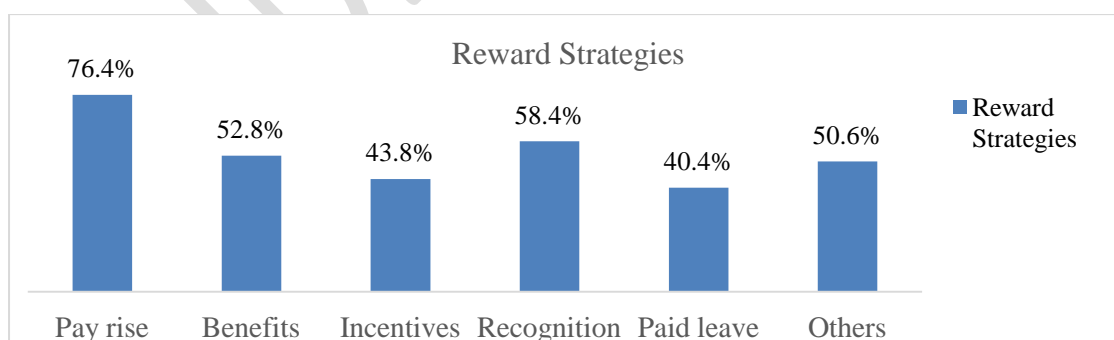 Reward Strategies
76.4%
52.8%
43.8%
58.4%
40.4%
50.6%
Reward
Strategies
Pay rise
Benefits
Incentives
Recognition
Paid leave
Others